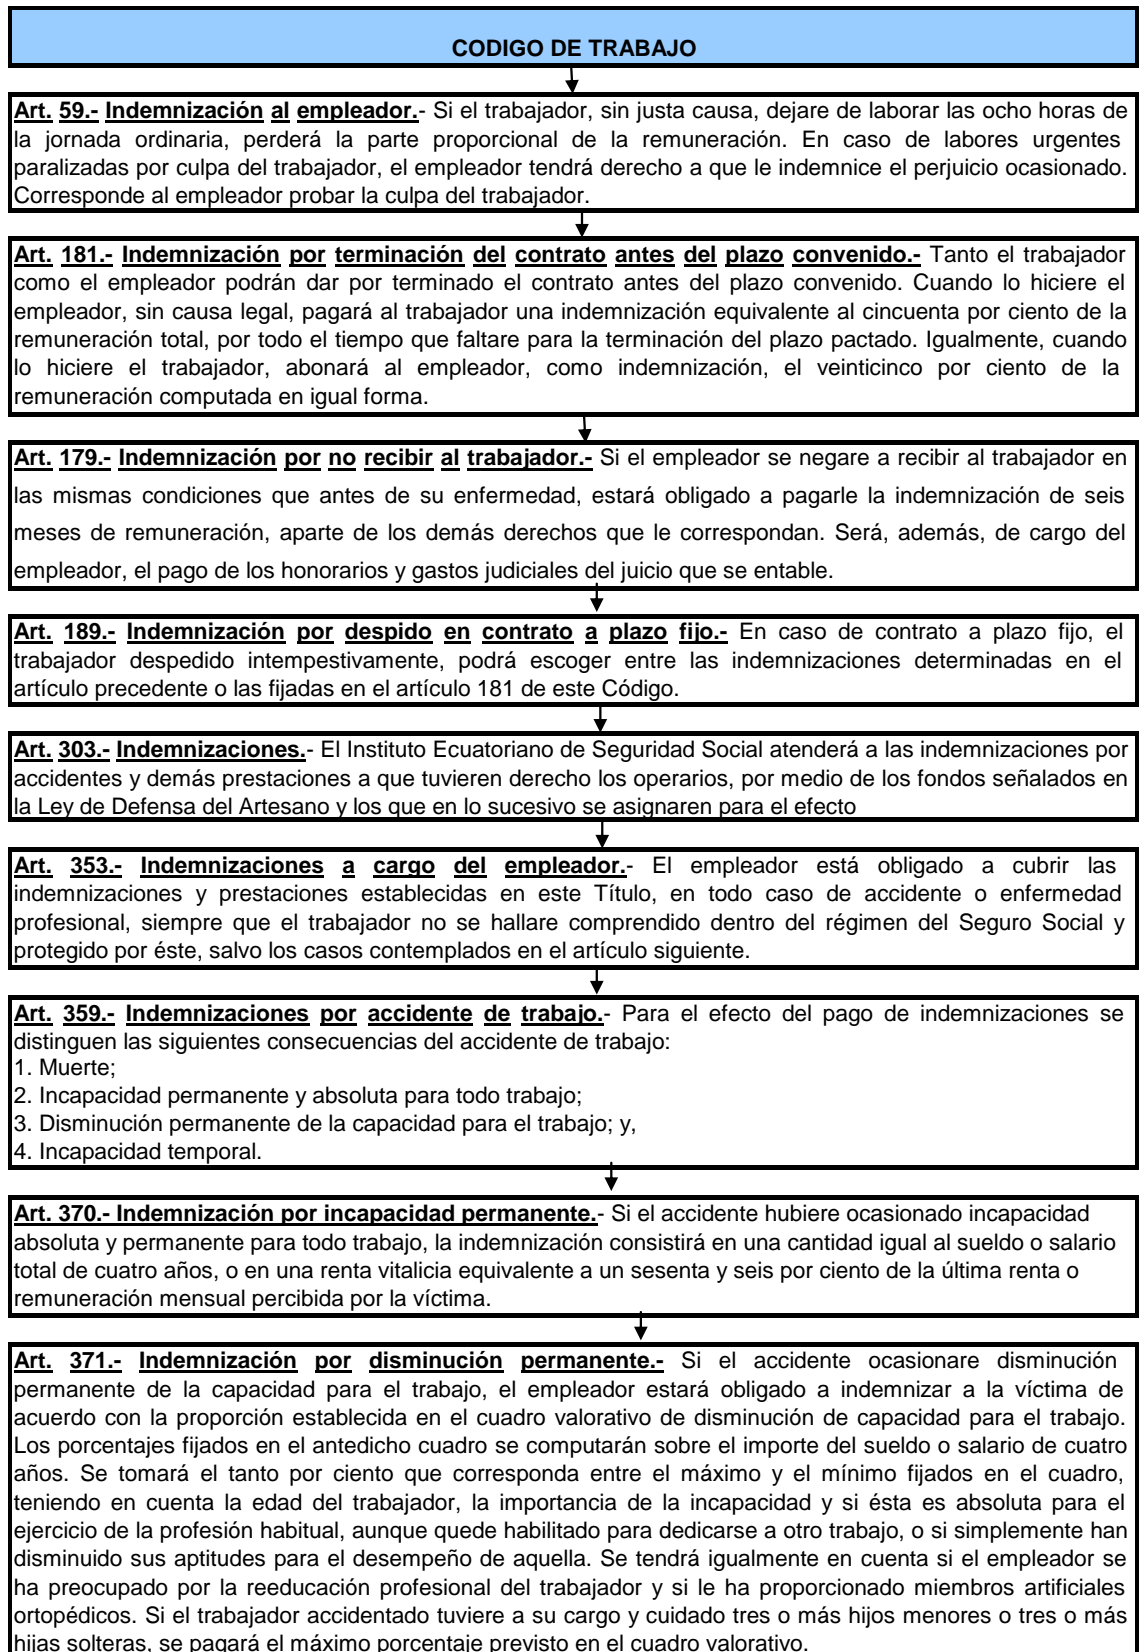 CODIGO DE TRABAJO
Art. 59.- Indemnización al empleador.- Si el trabajador, sin justa causa, dejare de laborar las ocho horas de
la jornada ordinaria, perderá la parte proporcional de la remuneración. En caso de labores urgentes
paralizadas por culpa del trabajador, el empleador tendrá derecho a que le indemnice el perjuicio ocasionado.
Corresponde al empleador probar la culpa del trabajador.
Art. 181.- Indemnización por terminación del contrato antes del plazo convenido.- Tanto el trabajador
como el empleador podrán dar por terminado el contrato antes del plazo convenido. Cuando lo hiciere el
empleador, sin causa legal, pagará al trabajador una indemnización equivalente al cincuenta por ciento de la
remuneración total, por todo el tiempo que faltare para la terminación del plazo pactado. Igualmente, cuando
lo hiciere el trabajador, abonará al empleador, como indemnización, el veinticinco por ciento de la
remuneración computada en igual forma.
Art. 179.- Indemnización por no recibir al trabajador.- Si el empleador se negare a recibir al trabajador en
las mismas condiciones que antes de su enfermedad, estará obligado a pagarle la indemnización de seis
meses de remuneración, aparte de los demás derechos que le correspondan. Será, además, de cargo del
empleador, el pago de los honorarios y gastos judiciales del juicio que se entable.
Art. 189.- Indemnización por despido en contrato a plazo fijo.- En caso de contrato a plazo fijo, el
trabajador despedido intempestivamente, podrá escoger entre las indemnizaciones determinadas en el
artículo precedente o las fijadas en el artículo 181 de este Código.
Art. 303.- Indemnizaciones.- El Instituto Ecuatoriano de Seguridad Social atenderá a las indemnizaciones por
accidentes y demás prestaciones a que tuvieren derecho los operarios, por medio de los fondos señalados en
la Ley de Defensa del Artesano y los que en lo sucesivo se asignaren para el efecto
Art. 353.- Indemnizaciones a cargo del empleador.- El empleador está obligado a cubrir las
indemnizaciones y prestaciones establecidas en este Título, en todo caso de accidente o enfermedad
profesional, siempre que el trabajador no se hallare comprendido dentro del régimen del Seguro Social y
protegido por éste, salvo los casos contemplados en el artículo siguiente.
Art. 359.- Indemnizaciones por accidente de trabajo.- Para el efecto del pago de indemnizaciones se
distinguen las siguientes consecuencias del accidente de trabajo:
1. Muerte;
2. Incapacidad permanente y absoluta para todo trabajo;
3. Disminución permanente de la capacidad para el trabajo; y,
4. Incapacidad temporal.
Art. 370.- Indemnización por incapacidad permanente.- Si el accidente hubiere ocasionado incapacidad
absoluta y permanente para todo trabajo, la indemnización consistirá en una cantidad igual al sueldo o salario
total de cuatro años, o en una renta vitalicia equivalente a un sesenta y seis por ciento de la última renta o
remuneración mensual percibida por la víctima.
Art. 371.- Indemnización por disminución permanente.- Si el accidente ocasionare disminución
permanente de la capacidad para el trabajo, el empleador estará obligado a indemnizar a la víctima de
acuerdo con la proporción establecida en el cuadro valorativo de disminución de capacidad para el trabajo.
Los porcentajes fijados en el antedicho cuadro se computarán sobre el importe del sueldo o salario de cuatro
años. Se tomará el tanto por ciento que corresponda entre el máximo y el mínimo fijados en el cuadro,
teniendo en cuenta la edad del trabajador, la importancia de la incapacidad y si ésta es absoluta para el
ejercicio de la profesión habitual, aunque quede habilitado para dedicarse a otro trabajo, o si simplemente han
disminuido sus aptitudes para el desempeño de aquella. Se tendrá igualmente en cuenta si el empleador se
ha preocupado por la reeducación profesional del trabajador y si le ha proporcionado miembros artificiales
ortopédicos. Si el trabajador accidentado tuviere a su cargo y cuidado tres o más hijos menores o tres o más
hijas solteras, se pagará el máximo porcentaje previsto en el cuadro valorativo.